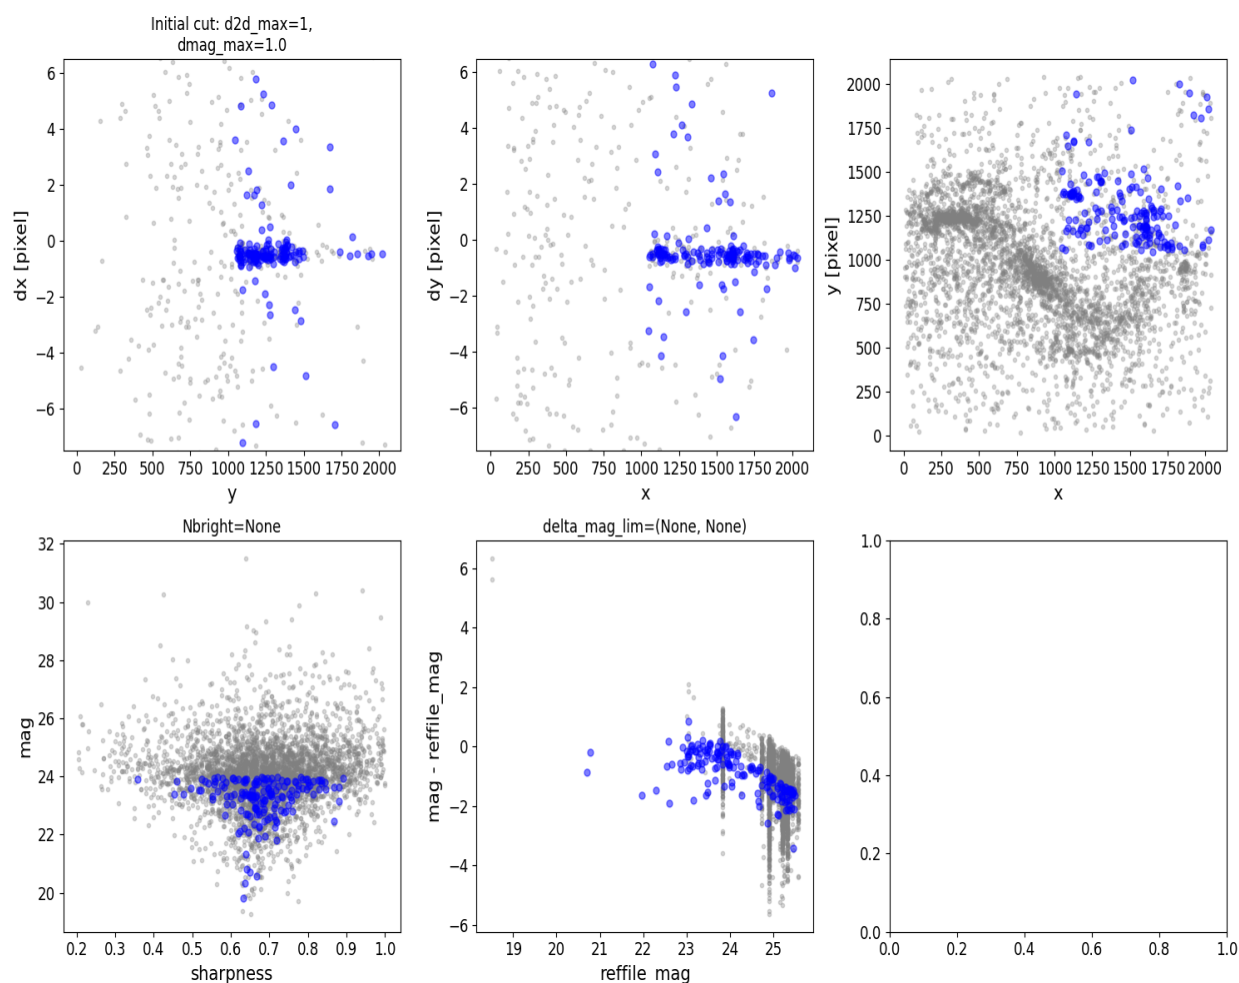 Initial cut: d2d_max=1,
dmag_max=1.0
6
4
2
0
−2
−4
−6
dx [pixel]
0 250 500 750 1000 1250 1500 1750 2000
y
6
4
2
0
−2
−4
−6
dy [pixel]
0 250 500 750 1000 1250 1500 1750 2000
x
2000
1750
1500
1250
1000
750
500
250
0
y [pixel]
0 250 500 750 1000 1250 1500 1750 2000
x
Nbright=None
32
30
28
26
24
22
20
mag
0.2 0.3 0.4 0.5 0.6 0.7 0.8 0.9 1.0
sharpness
delta_mag_lim=(None, None)
6
4
2
0
−2
−4
−6
mag - reffile_mag
19 20 21 22 23 24 25
reffile_mag
1.0
0.8
0.6
0.4
0.2
0.0
0.0 0.2 0.4 0.6 0.8 1.0